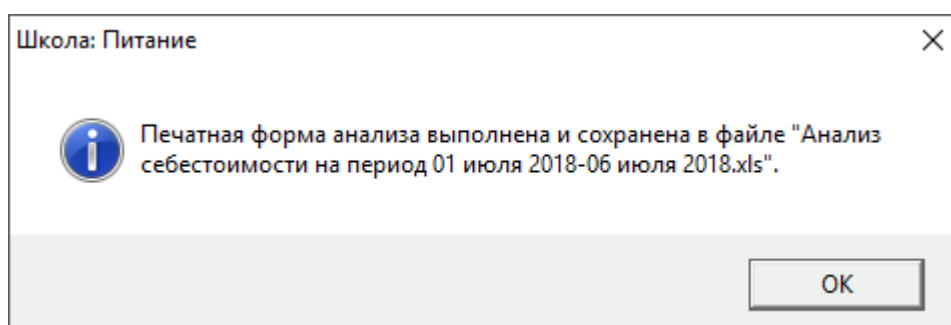 Школа: Питание
Печатная форма анализа выполнена и сохранена в файле "Анализ
себестоимости на период 01 июля 2018-06 июля 2018.xls".
OK